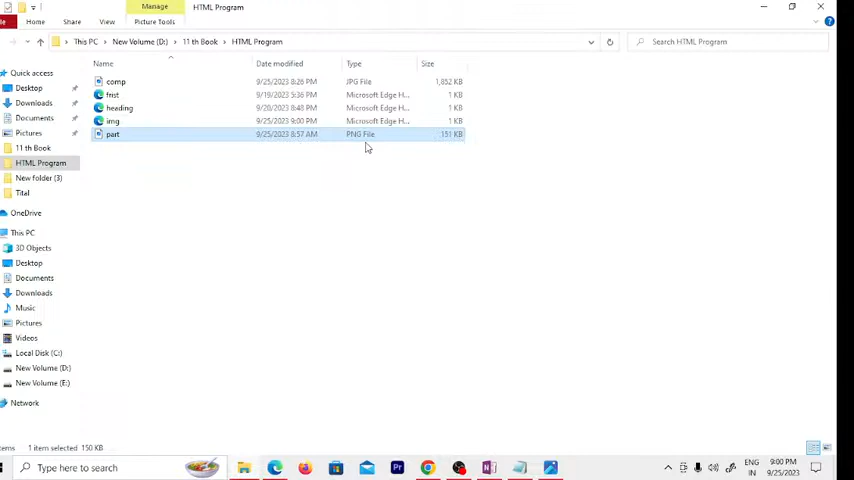 Manage
HTML Program
Home
Share
View
Picture Tools
This PC
New Volume (D:)
11 th Book
HTML Program
Search HTML Program
Name
Date modified
Type
Size
comp
9/25/2023 8:26 PM
JPG File
1,852 KB
frist
9/19/2023 5:36 PM
Microsoft Edge H...
1 KB
heading
9/20/2023 8:48 PM
Microsoft Edge H...
1 KB
img
9/25/2023 9:00 PM
Microsoft Edge H...
1 KB
part
9/25/2023 8:57 AM
PNG File
151 KB
Quick access
Desktop
Downloads
Documents
Pictures
11 th Book
HTML Program
New folder (3)
Tital
OneDrive
This PC
3D Objects
Desktop
Documents
Downloads
Music
Pictures
Videos
Local Disk (C:)
New Volume (D:)
New Volume (E:)
Network
1 item selected 150 KB
Type here to search
Pr
ENG
IN
9:00 PM
9/25/2023